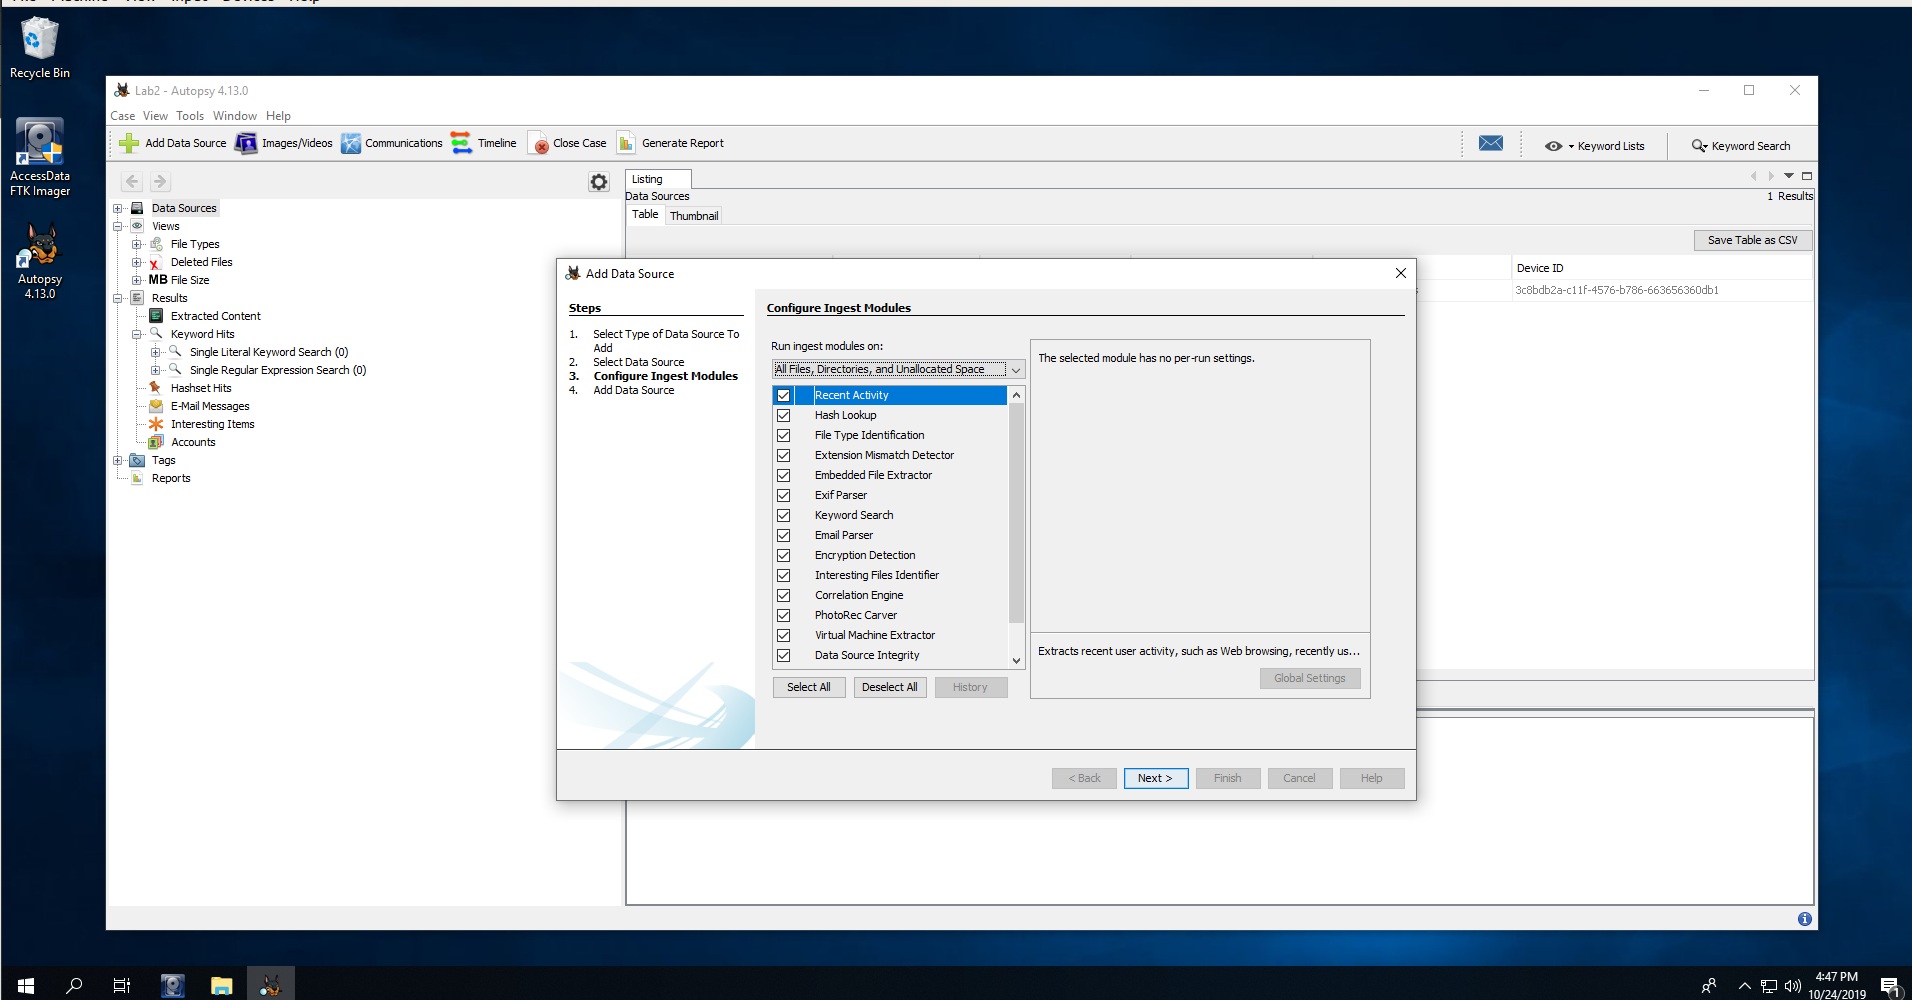 File Machine View Input Devices Help
Recycle Bin
AccessData
FTK Imager
Autopsy
4.13.0
Lab2 - Autopsy 4.13.0
Case View Tools Window Help
Add Data Source Images/Videos Communications Timeline Close Case Generate Report Keyword Lists Keyword Search
Data Sources
Views
File Types
Deleted Files
MB File Size
Results
Extracted Content
Keyword Hits
Single Literal Keyword Search (0)
Single Regular Expression Search (0)
Hashset Hits
E-Mail Messages
Interesting Items
Accounts
Tags
Reports
Listing
Data Sources
1 Results
Table Thumbnail
Save Table as CSV
Device ID
3c8bdb2a-c11f-4576-b786-663656360db1
Add Data Source
Steps
1. Select Type of Data Source To
Add
2. Select Data Source
3. Configure Ingest Modules
4. Add Data Source
Configure Ingest Modules
Run ingest modules on:
All Files, Directories, and Unallocated Space
Recent Activity
Hash Lookup
File Type Identification
Extension Mismatch Detector
Embedded File Extractor
Exif Parser
Keyword Search
Email Parser
Encryption Detection
Interesting Files Identifier
Correlation Engine
PhotoRec Carver
Virtual Machine Extractor
Data Source Integrity
Select All Deselect All History
The selected module has no per-run settings.
Extracts recent user activity, such as Web browsing, recently us...
Global Settings
< Back Next > Finish Cancel Help
4:47 PM
10/24/2019
1